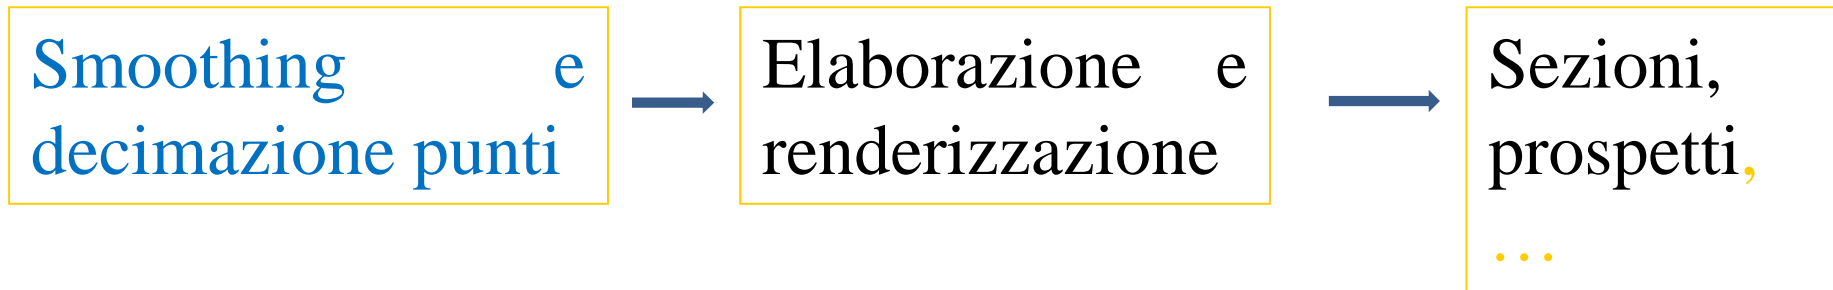 Smoothing e
decimazione punti
Elaborazione e
renderizzazione
Sezioni,
prospetti,
...